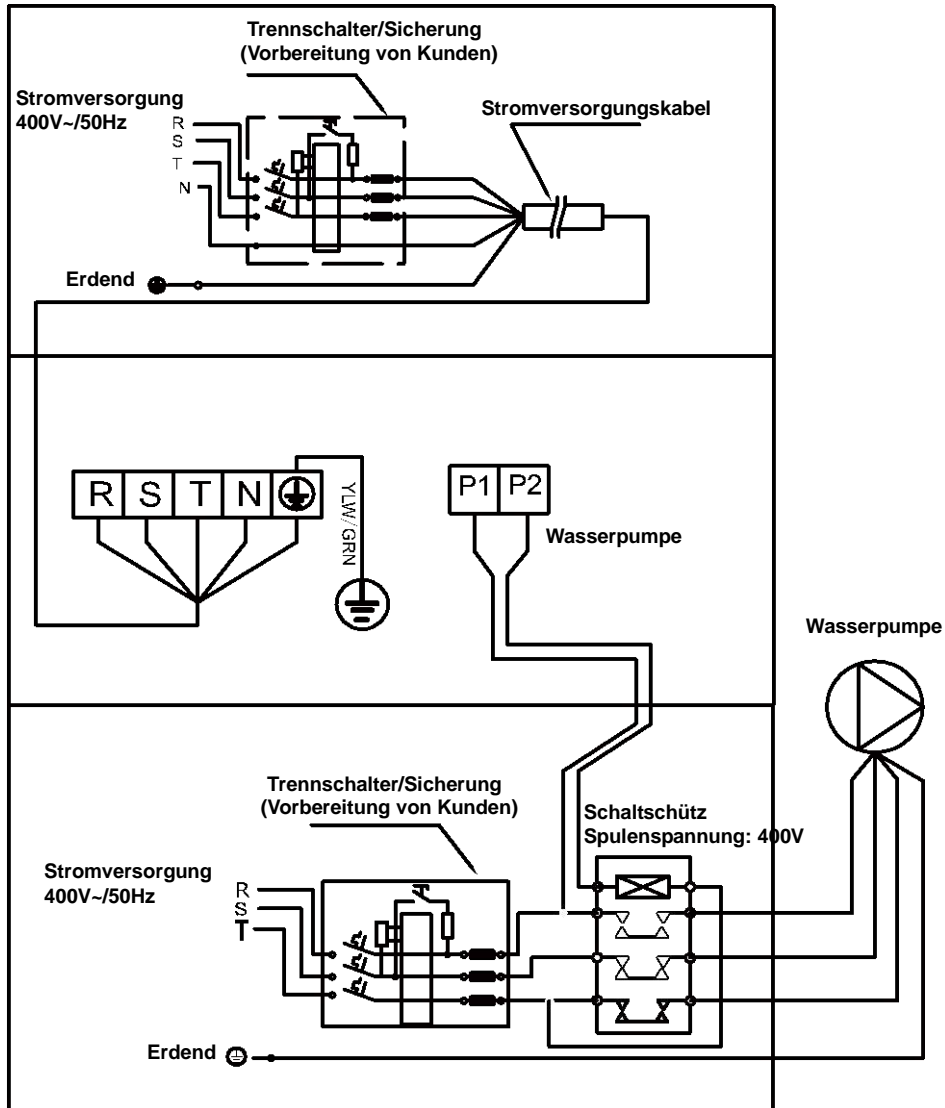 Trennschalter/Sicherung
(Vorbereitung von Kunden)
Stromversorgung
400V~/50Hz
Stromversorgungskabel
R
S
T
N
Erdend
R S T N
YLW/GRN
P1 P2
Wasserpumpe
Wasserpumpe
Trennschalter/Sicherung
(Vorbereitung von Kunden)
Schaltschütz
Spulenspannung: 400V
Stromversorgung
400V~/50Hz
R
S
T
Erdend